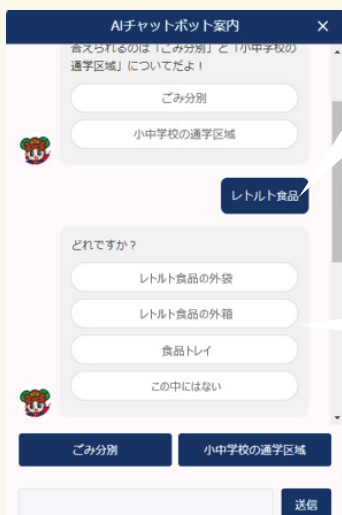 AIチャットボット案内 ×
答えられるのは「ごみ分別」と「小中学校の
通学区域」についてだよ！
ごみ分別
小中学校の通学区域
レトルト食品
どれですか？
レトルト食品の外袋
レトルト食品の外箱
食品トレイ
この中にはない
ごみ分別
小中学校の通学区域
送信